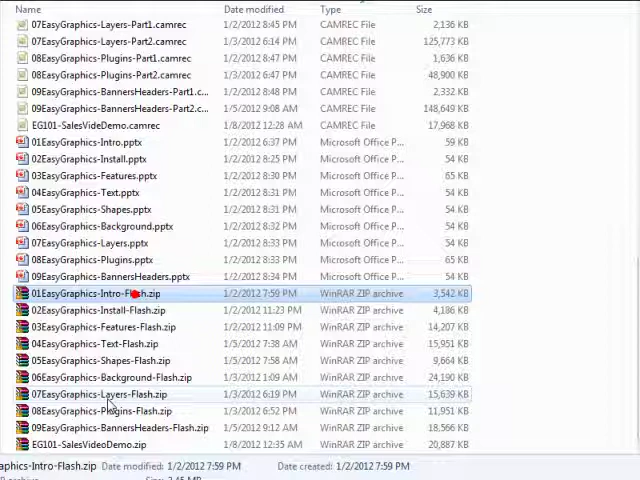 Name Date modified Type Size
07EasyGraphics-Layers-Part1.camrec 1/2/2012 8:45 PM CAMREC File 2,136 KB
07EasyGraphics-Layers-Part2.camrec 1/3/2012 6:14 PM CAMREC File 125,773 KB
08EasyGraphics-Plugins-Part1.camrec 1/2/2012 8:47 PM CAMREC File 1,636 KB
08EasyGraphics-Plugins-Part2.camrec 1/3/2012 6:47 PM CAMREC File 48,900 KB
09EasyGraphics-BannersHeaders-Part1.c... 1/2/2012 8:48 PM CAMREC File 2,332 KB
09EasyGraphics-BannersHeaders-Part2.c... 1/5/2012 9:08 AM CAMREC File 148,649 KB
EG101-SalesVideDemo.camrec 1/8/2012 12:28 AM CAMREC File 17,968 KB
01EasyGraphics-Intro.pptx 1/2/2012 6:37 PM Microsoft Office P... 59 KB
02EasyGraphics-Install.pptx 1/2/2012 8:25 PM Microsoft Office P... 54 KB
03EasyGraphics-Features.pptx 1/2/2012 8:30 PM Microsoft Office P... 65 KB
04EasyGraphics-Text.pptx 1/2/2012 8:31 PM Microsoft Office P... 54 KB
05EasyGraphics-Shapes.pptx 1/2/2012 8:31 PM Microsoft Office P... 54 KB
06EasyGraphics-Background.pptx 1/2/2012 8:32 PM Microsoft Office P... 54 KB
07EasyGraphics-Layers.pptx 1/2/2012 8:33 PM Microsoft Office P... 54 KB
08EasyGraphics-Plugins.pptx 1/2/2012 8:33 PM Microsoft Office P... 65 KB
09EasyGraphics-BannersHeaders.pptx 1/2/2012 8:34 PM Microsoft Office P... 54 KB
01EasyGraphics-Intro-Flash.zip 1/2/2012 7:59 PM WinRAR ZIP archive 3,542 KB
02EasyGraphics-Install-Flash.zip 1/2/2012 11:23 PM WinRAR ZIP archive 4,186 KB
03EasyGraphics-Features-Flash.zip 1/2/2012 11:09 PM WinRAR ZIP archive 14,207 KB
04EasyGraphics-Text-Flash.zip 1/5/2012 7:38 AM WinRAR ZIP archive 15,951 KB
05EasyGraphics-Shapes-Flash.zip 1/5/2012 7:58 AM WinRAR ZIP archive 9,664 KB
06EasyGraphics-Background-Flash.zip 1/3/2012 1:09 AM WinRAR ZIP archive 24,190 KB
07EasyGraphics-Layers-Flash.zip 1/3/2012 6:19 PM WinRAR ZIP archive 15,639 KB
08EasyGraphics-Plugins-Flash.zip 1/3/2012 6:52 PM WinRAR ZIP archive 11,951 KB
09EasyGraphics-BannersHeaders-Flash.zip 1/5/2012 9:12 AM WinRAR ZIP archive 18,566 KB
EG101-SalesVideoDemo.zip 1/8/2012 12:35 AM WinRAR ZIP archive 20,887 KB
aphics-Intro-Flash.zip Date modified: 1/2/2012 7:59 PM Date created: 1/2/2012 7:59 PM